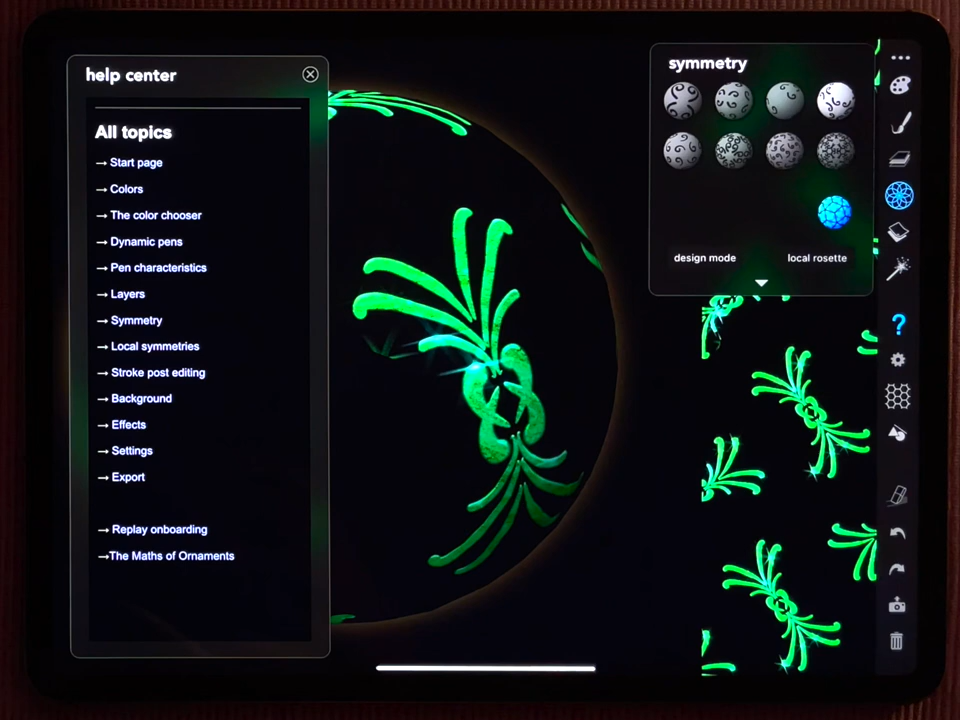 help center
All topics
→ Start page
→ Colors
→ The color chooser
→ Dynamic pens
→ Pen characteristics
→ Layers
→ Symmetry
→ Local symmetries
→ Stroke post editing
→ Background
→ Effects
→ Settings
→ Export
→ Replay onboarding
→The Maths of Ornaments
symmetry
design mode
local rosette
?